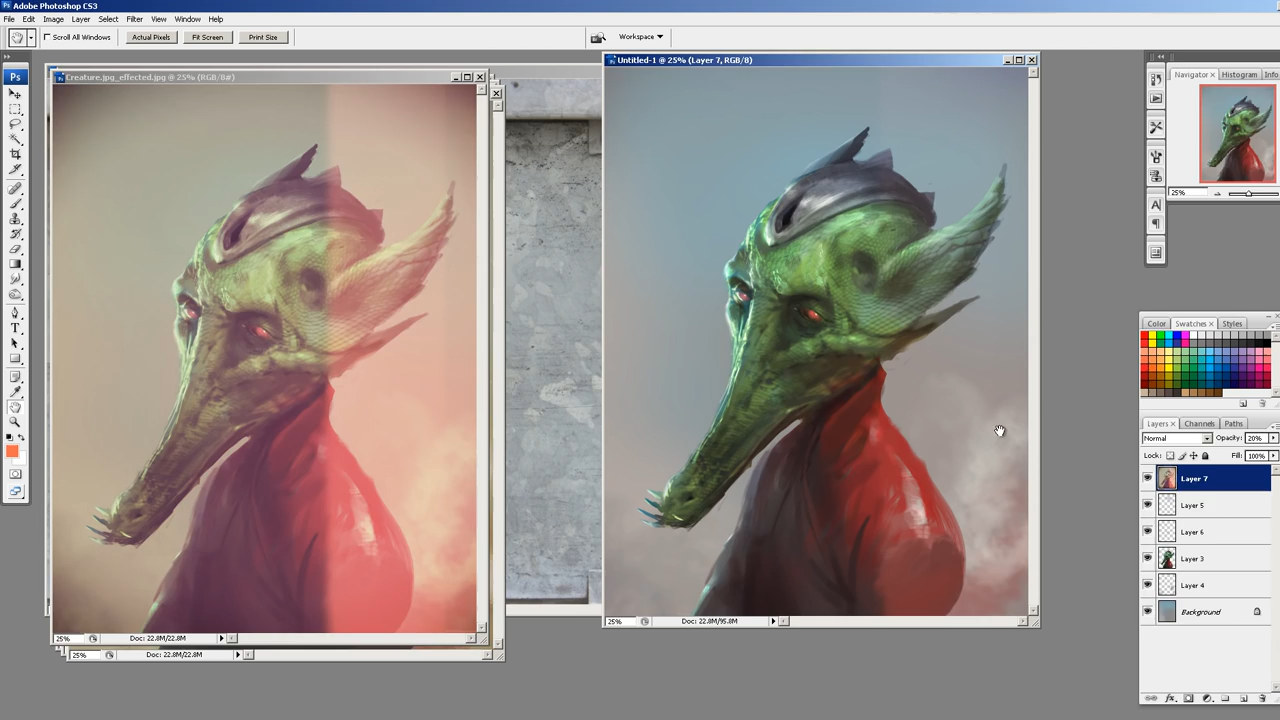 Adobe Photoshop CS3
File Edit Image Layer Select Filter View Window Help
Scroll All Windows Actual Pixels Fit Screen Print Size Workspace
Creature.jpg_effected.jpg @ 25% (RGB/8#)
Untitled-1 @ 25% (Layer 7, RGB/8)
Ps
T
25% Doc: 22.8M/22.8M
25% Doc: 22.8M/22.8M
25% Doc: 22.8M/95.8M
Navigator × Histogram Info
25%
A
Color Swatches × Styles
Layers × Channels Paths
Normal Opacity: 20%
Lock: Fill: 100%
Layer 7
Layer 5
Layer 6
Layer 3
Layer 4
Background